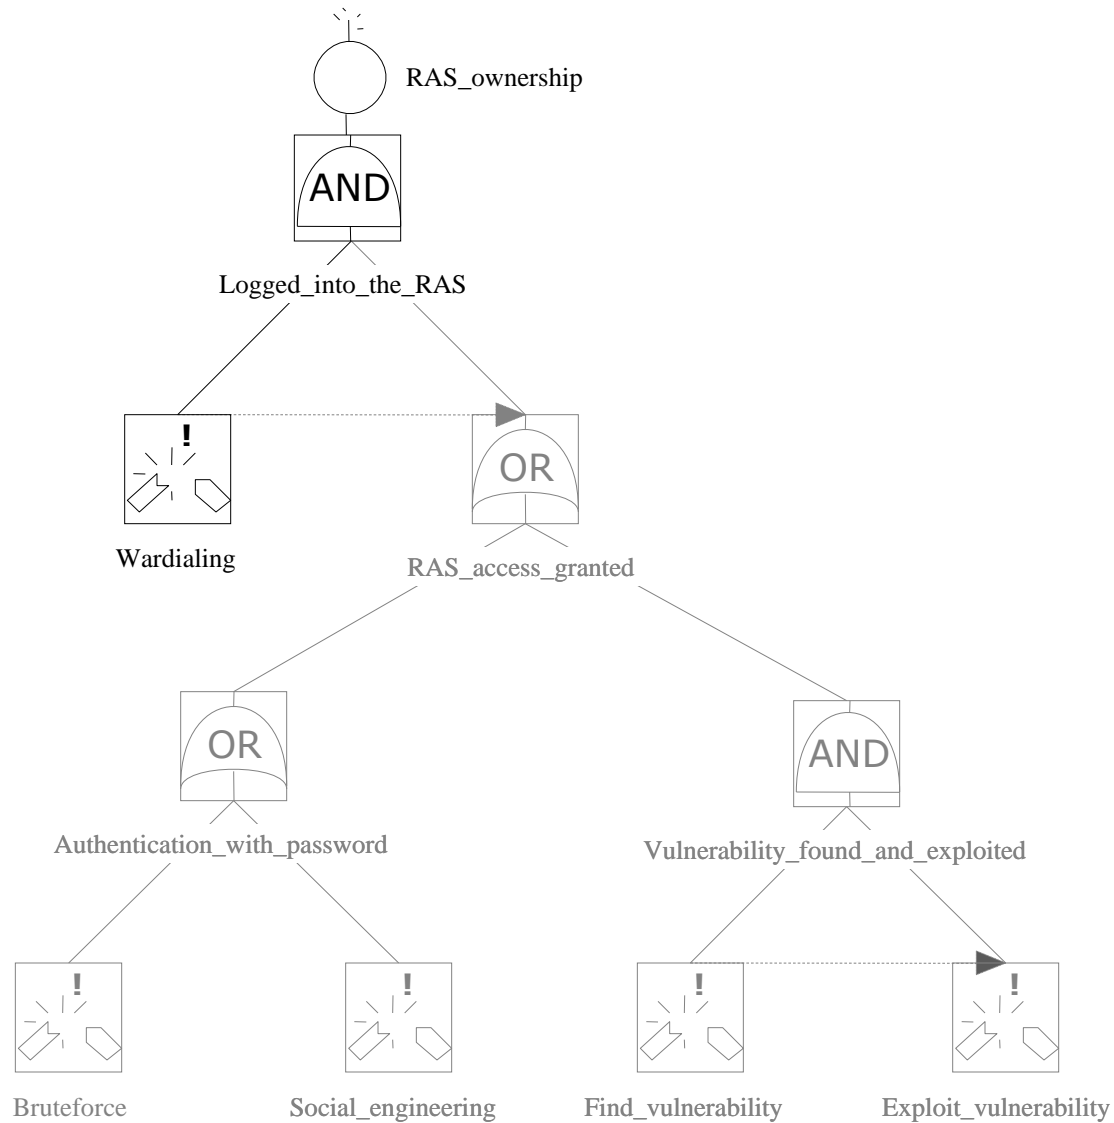 RAS_ownership
AND
Logged_into_the_RAS
!
OR
Wardialing
RAS_access_granted
OR
AND
Authentication_with_password
Vulnerability_found_and_exploited
!
!
!
!
Bruteforce
Social_engineering
Find_vulnerability
Exploit_vulnerability